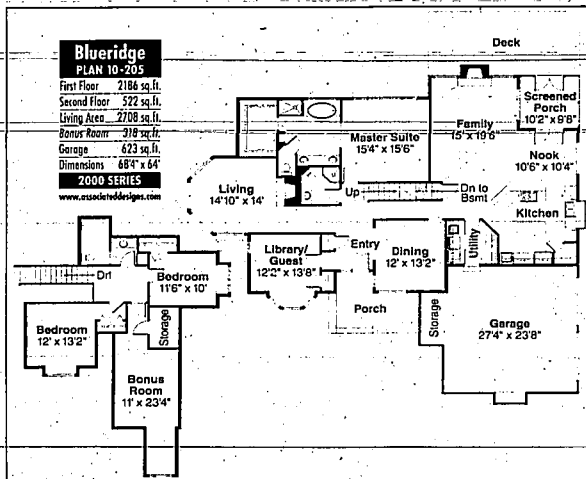 Blueridge
PLAN 10-205
First Floor 2186 sq.ft.
Second Floor 522 sq.ft.
Living Area 2708 sq.ft.
Bonus Room 318 sq.ft.
Garage 623 sq.ft.
Dimensions 68'4" x 64'
2000 SERIES
www.associateddesigns.com
Deck
Screened
Porch
10'2" x 9'8"
Family
15' x 19'6"
Master Suite
15'4" x 15'6"
Nook
10'6" x 10'4"
Living
14'10" x 14'
Up
Dn to
Bsmt
Kitchen
Library/
Guest
12'2" x 13'8"
Entry
Dining
12' x 13'2"
Utility
Porch
Storage
Garage
27'4" x 23'8"
Bedroom
11'6" x 10'
Bedroom
12' x 13'2"
Storage
Bonus
Room
11' x 23'4"